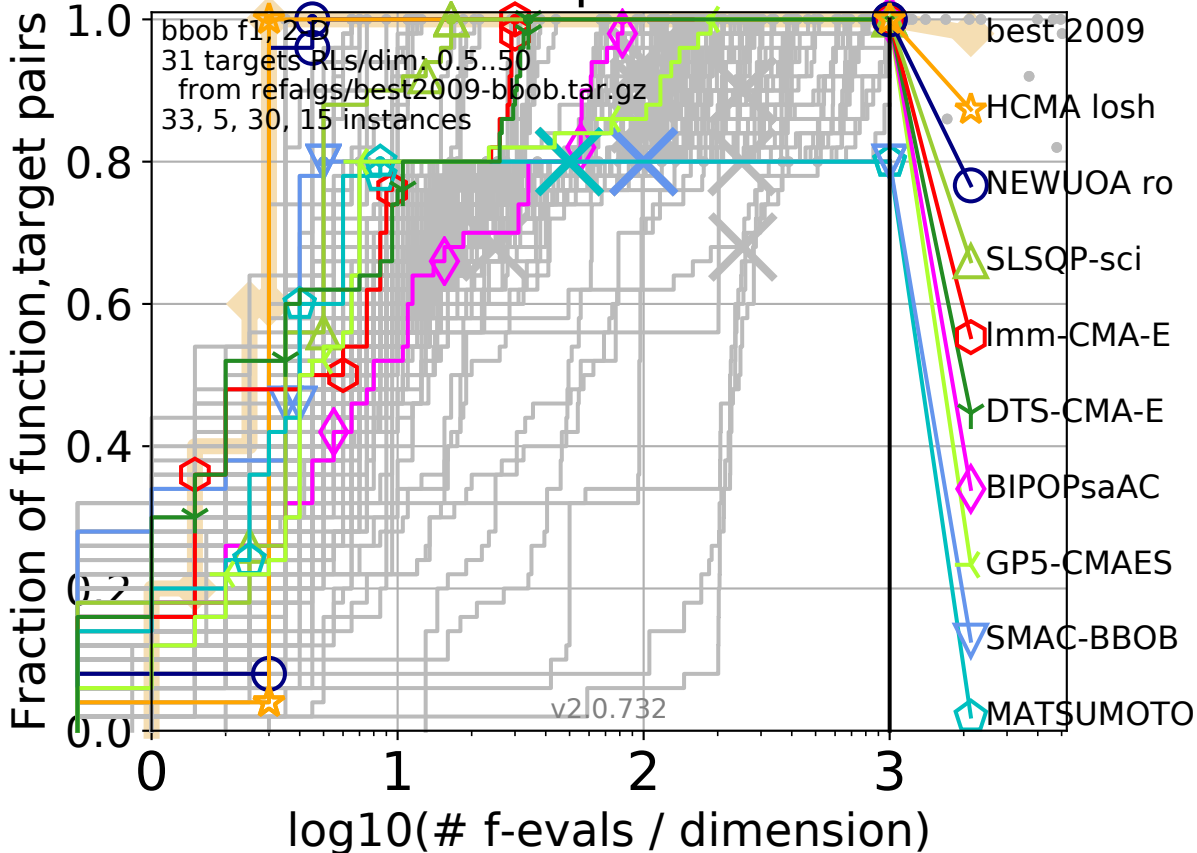 bbob f1, 2-D
31 targets RLs/dim: 0.5..50
from refalgs/best2009-bbob.tar.gz
33, 5, 30, 15 instances
Fraction of function,target pairs
1.0
0.8
0.6
0.4
0.2
0.0
0
1
2
3
log10(# f-evals / dimension)
v2.0.732
best 2009
HCMA losh
NEWUOA ro
SLSQP-sci
lmm-CMA-E
DTS-CMA-E
BIPOPsaAC
GP5-CMAES
SMAC-BBOB
MATSUMOTO